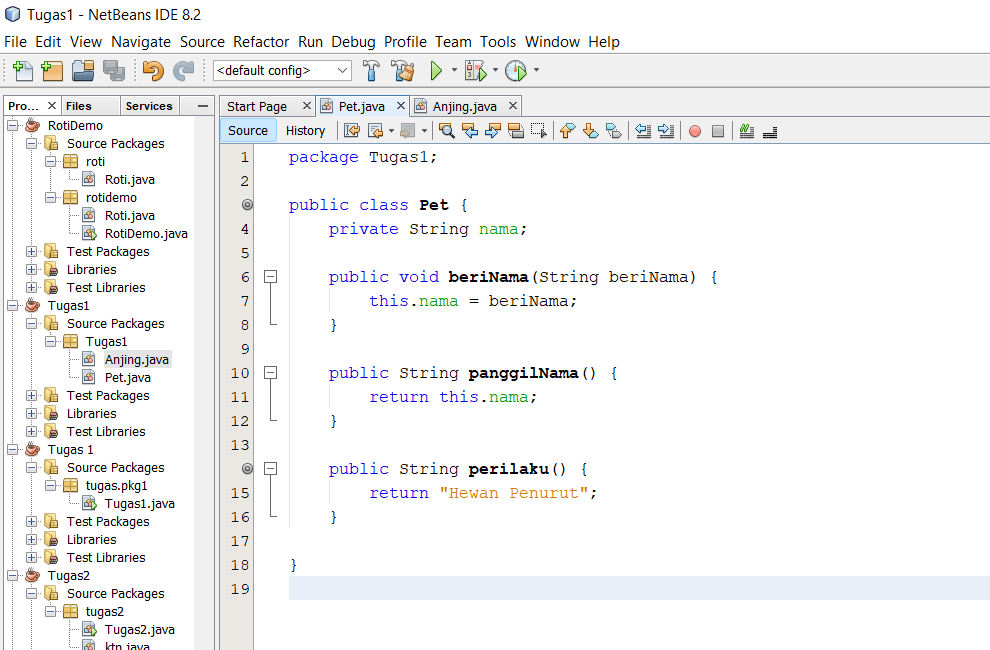 Tugas1 - NetBeans IDE 8.2
File Edit View Navigate Source Refactor Run Debug Profile Team Tools Window Help
<default config>
Pro... Files Services
RotiDemo
Source Packages
roti
Roti.java
rotidemo
Roti.java
RotiDemo.java
Test Packages
Libraries
Test Libraries
Tugas1
Source Packages
Tugas1
Anjing.java
Pet.java
Test Packages
Libraries
Test Libraries
Tugas 1
Source Packages
tugas.pkg1
Tugas1.java
Test Packages
Libraries
Test Libraries
Tugas2
Source Packages
tugas2
Tugas2.java
ktp.java
Start Page Pet.java Anjing.java
Source History
1 package Tugas1;
2
public class Pet {
4 private String nama;
5
6 public void beriNama(String beriNama) {
7 this.nama = beriNama;
8 }
9
10 public String panggilNama() {
11 return this.nama;
12 }
13
public String perilaku() {
15 return "Hewan Penurut";
16 }
17
18 }
19